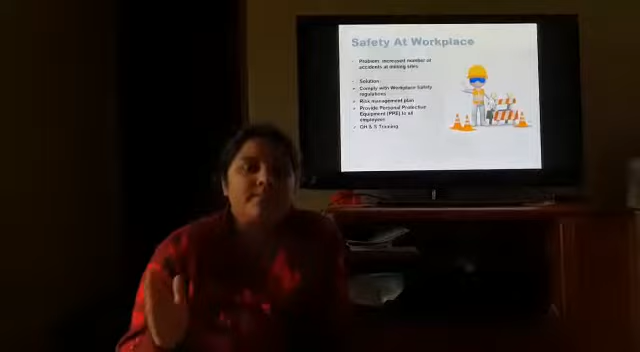 Safety At Workplace
Problem: increased number of
accidents at mining sites
Solution:
Comply with Workplace safety
regulations
Risk management plan
Provide Personal Protective
Equipment (PPE) to all
employees
OH & S Training